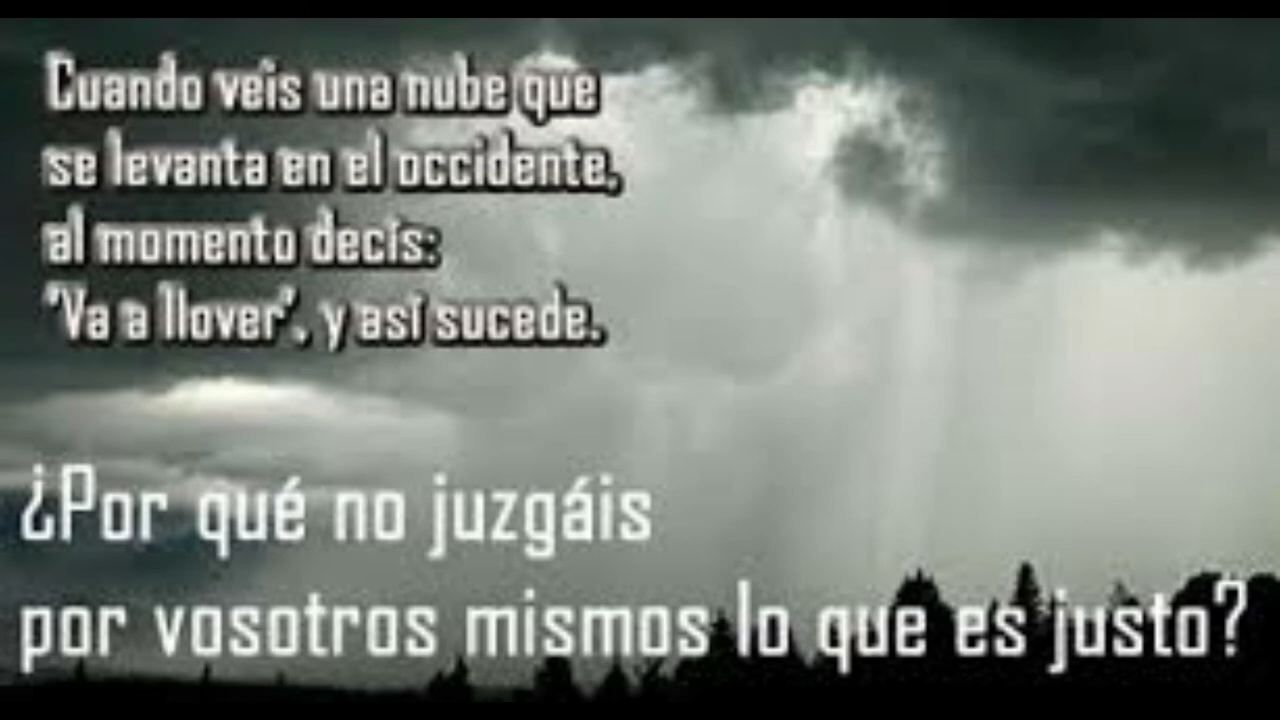 Cuando veis una nube que
se levanta en el occidente,
al momento decís:
"Va a llover", y así sucede.
¿Por qué no juzgáis
por vosotros mismos lo que es justo?